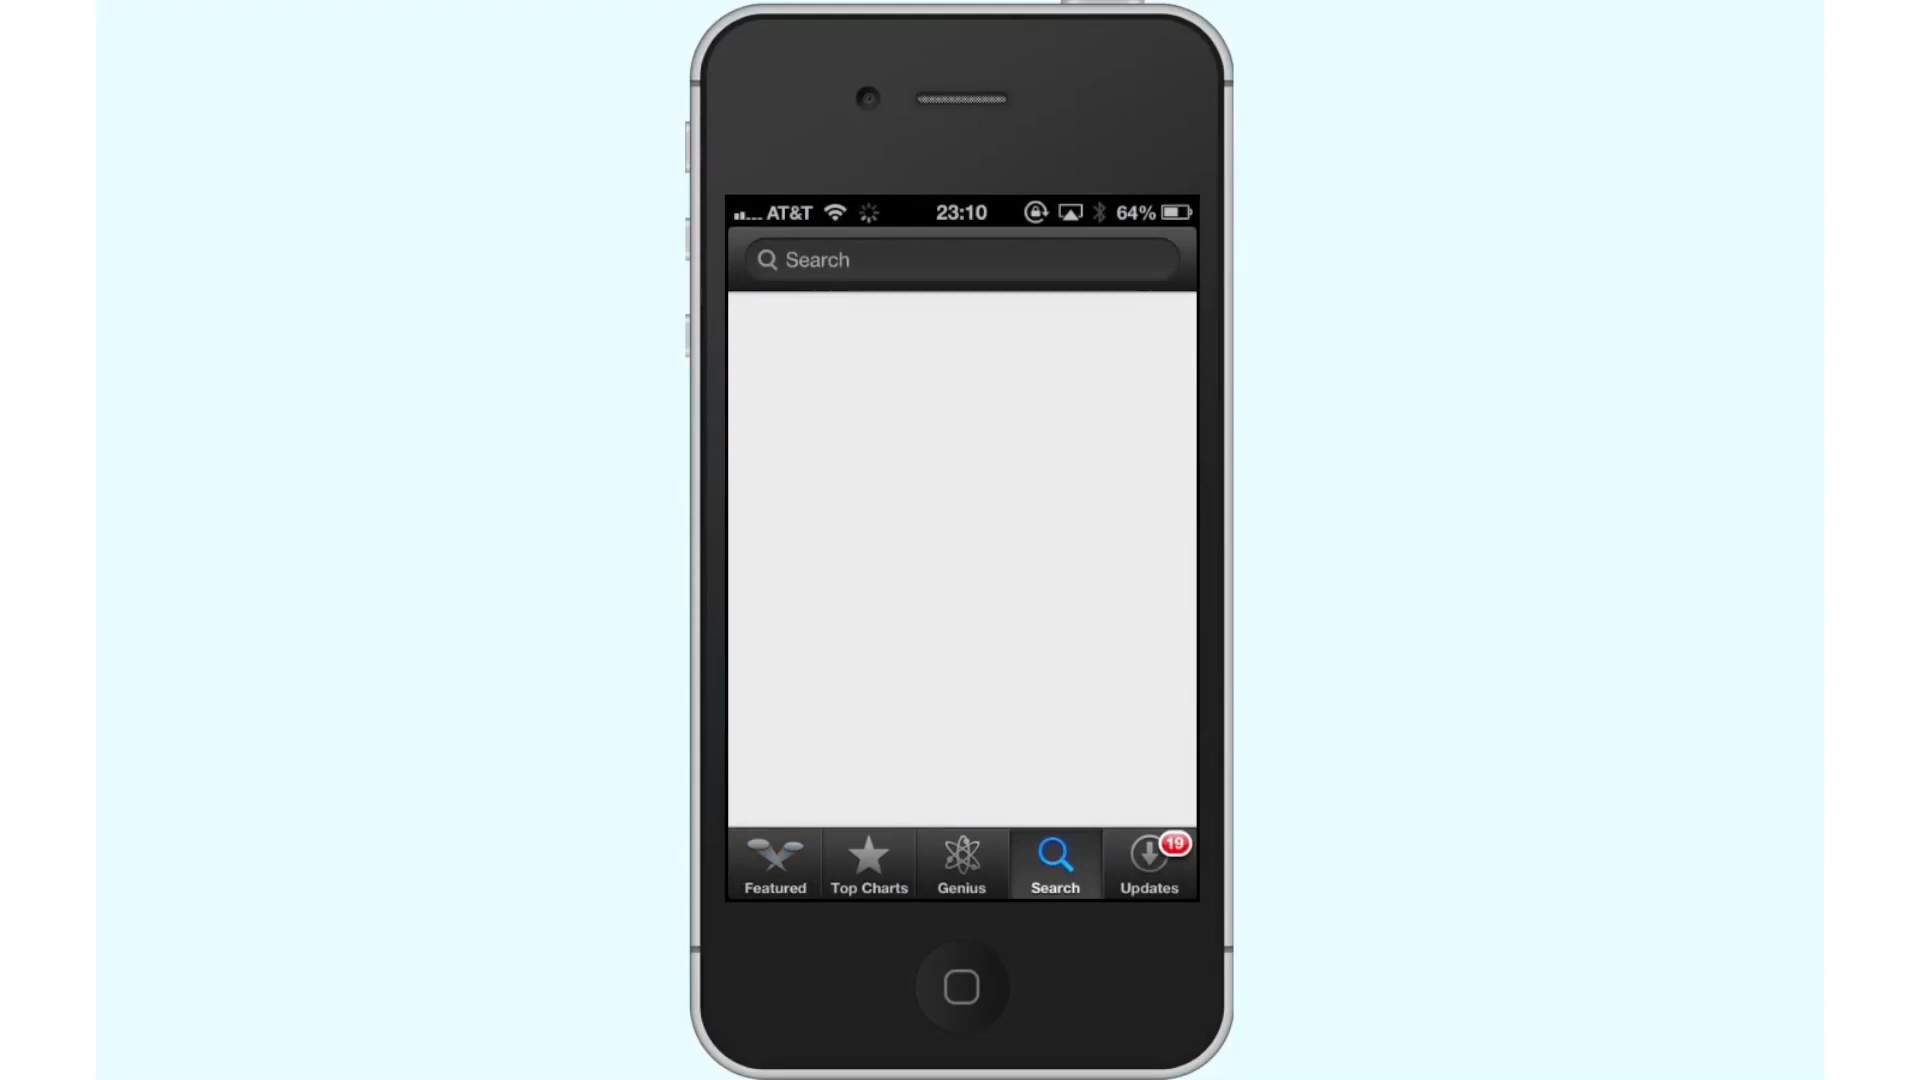 AT&T 23:10 64%
Search
19
Featured Top Charts Genius Search Updates